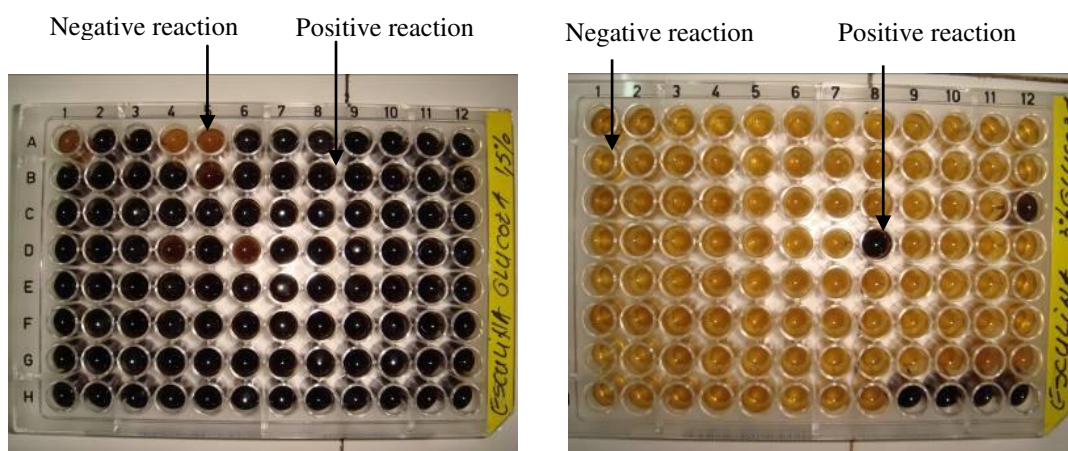 Negative reaction Positive reaction
1 2 3 4 5 6 7 8 9 10 11 12
A
B
C
D
E
F
G
H
ESCULINA GLUCOZA 1,5%
Negative reaction Positive reaction
1 2 3 4 5 6 7 8 9 10 11 12
ESCULINA